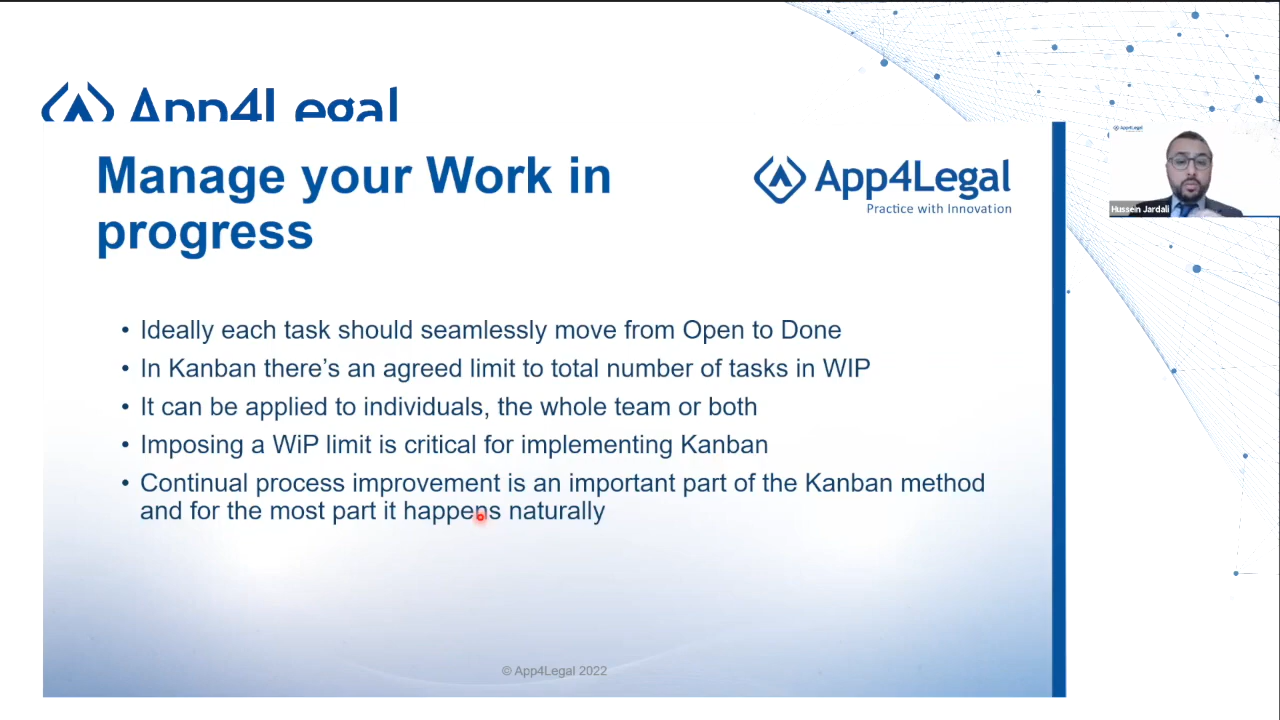 App4Legal
Manage your Work in
progress
App4Legal
Practice with Innovation
App4Legal
Hussein Jardali
• Ideally each task should seamlessly move from Open to Done
• In Kanban there’s an agreed limit to total number of tasks in WIP
• It can be applied to individuals, the whole team or both
• Imposing a WiP limit is critical for implementing Kanban
• Continual process improvement is an important part of the Kanban method
and for the most part it happens naturally
© App4Legal 2022